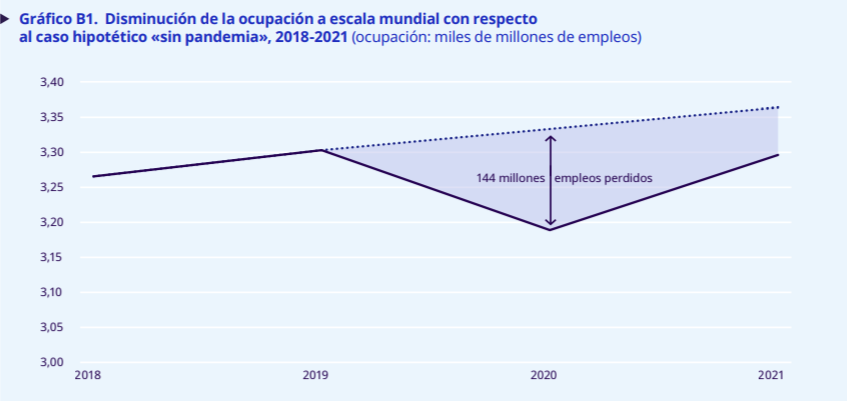 Gráfico B1. Disminución de la ocupación a escala mundial con respecto
al caso hipotético «sin pandemia», 2018-2021 (ocupación: miles de millones de empleos)
3,40
3,35
3,30
3,25
3,20
3,15
3,10
3,05
3,00
144 millones empleos perdidos
2018 2019 2020 2021